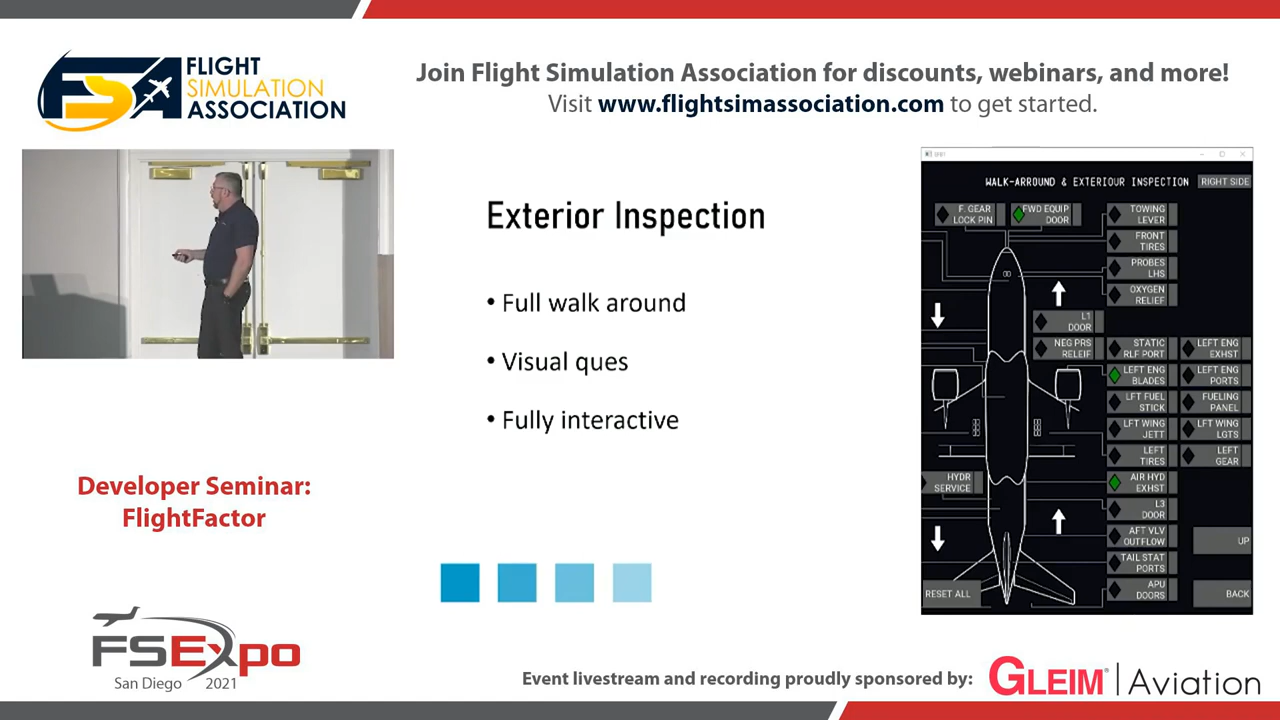 FLIGHT
SIMULATION
ASSOCIATION
Join Flight Simulation Association for discounts, webinars, and more!
Visit www.flightsimassociation.com to get started.
Exterior Inspection
• Full walk around
• Visual ques
• Fully interactive
WALK-ARROUND & EXTERIOUR INSPECTION
RIGHT SIDE
F. GEAR
LOCK PIN
FWD EQUIP
DOOR
TOWING
LEVER
FRONT
TIRES
PROBES
LHS
OXYGEN
RELIEF
L1
DOOR
NEG PRS
RELEIF
STATIC
RLF PORT
LEFT ENG
EXHST
LEFT ENG
BLADES
LEFT ENG
PORTS
LFT FUEL
STICK
FUELING
PANEL
LFT WING
JETT
LFT WING
LGTS
LEFT
TIRES
LEFT
GEAR
HYDR
SERVICE
AIR HYD
EXHST
L3
DOOR
AFT VLV
OUTFLOW
UP
TAIL STAT
PORTS
APU
DOORS
RESET ALL
BACK
Developer Seminar:
FlightFactor
FSExpo
San Diego 2021
Event livestream and recording proudly sponsored by:
GLEIM® | Aviation